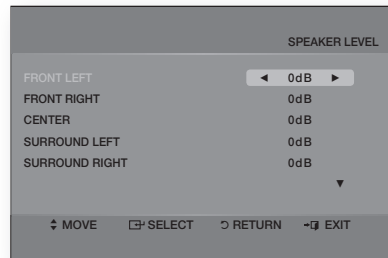 SPEAKER LEVEL
FRONT LEFT ◄ 0dB ►
FRONT RIGHT 0dB
CENTER 0dB
SURROUND LEFT 0dB
SURROUND RIGHT 0dB
▼
MOVE SELECT RETURN EXIT